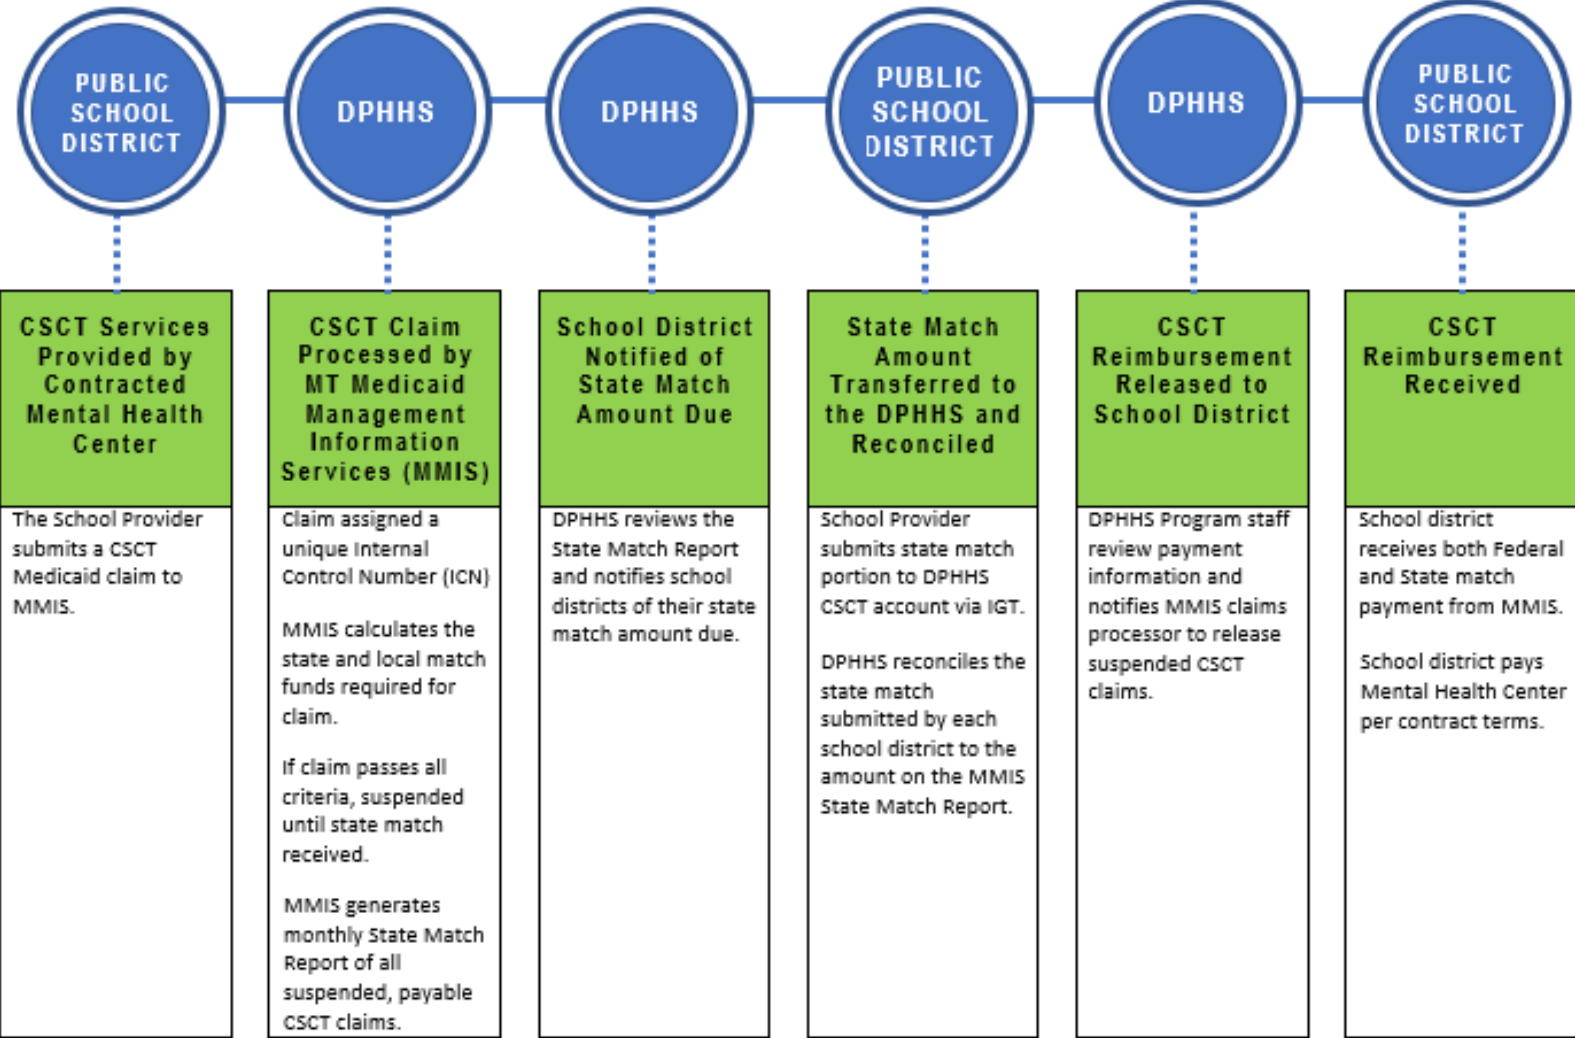 PUBLIC
SCHOOL
DISTRICT
DPHHS
DPHHS
PUBLIC
SCHOOL
DISTRICT
DPHHS
PUBLIC
SCHOOL
DISTRICT
CSCT Services
Provided by
Contracted
Mental Health
Center
The School Provider
submits a CSCT
Medicaid claim to
MMIS.
CSCT Claim
Processed by
MT Medicaid
Management
Information
Services (MMIS)
Claim assigned a
unique Internal
Control Number (ICN)
MMIS calculates the
state and local match
funds required for
claim.
If claim passes all
criteria, suspended
until state match
received.
MMIS generates
monthly State Match
Report of all
suspended, payable
CSCT claims.
School District
Notified of
State Match
Amount Due
DPHHS reviews the
State Match Report
and notifies school
districts of their state
match amount due.
State Match
Amount
Transferred to
the DPHHS and
Reconciled
School Provider
submits state match
portion to DPHHS
CSCT account via IGT.
DPHHS reconciles the
state match
submitted by each
school district to the
amount on the MMIS
State Match Report.
CSCT
Reimbursement
Released to
School District
DPHHS Program staff
review payment
information and
notifies MMIS claims
processor to release
suspended CSCT
claims.
CSCT
Reimbursement
Received
School district
receives both Federal
and State match
payment from MMIS.
School district pays
Mental Health Center
per contract terms.